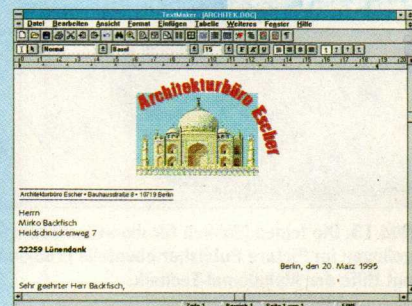 TextMaker - [ARCHITEK.DOC]
Datei Bearbeiten Ansicht Format Einfügen Tabelle Weiteres Fenster Hilfe
Normal Basel 15 F K U
Architekturbüro Escher
Architekturbüro Escher • Bauhausstraße 9 • 10719 Berlin
Herrn
Mirko Backfisch
Heidschnuckenweg 7
22259 Lünendonk
Berlin, den 20. März 1995
Sehr geehrter Herr Backfisch,